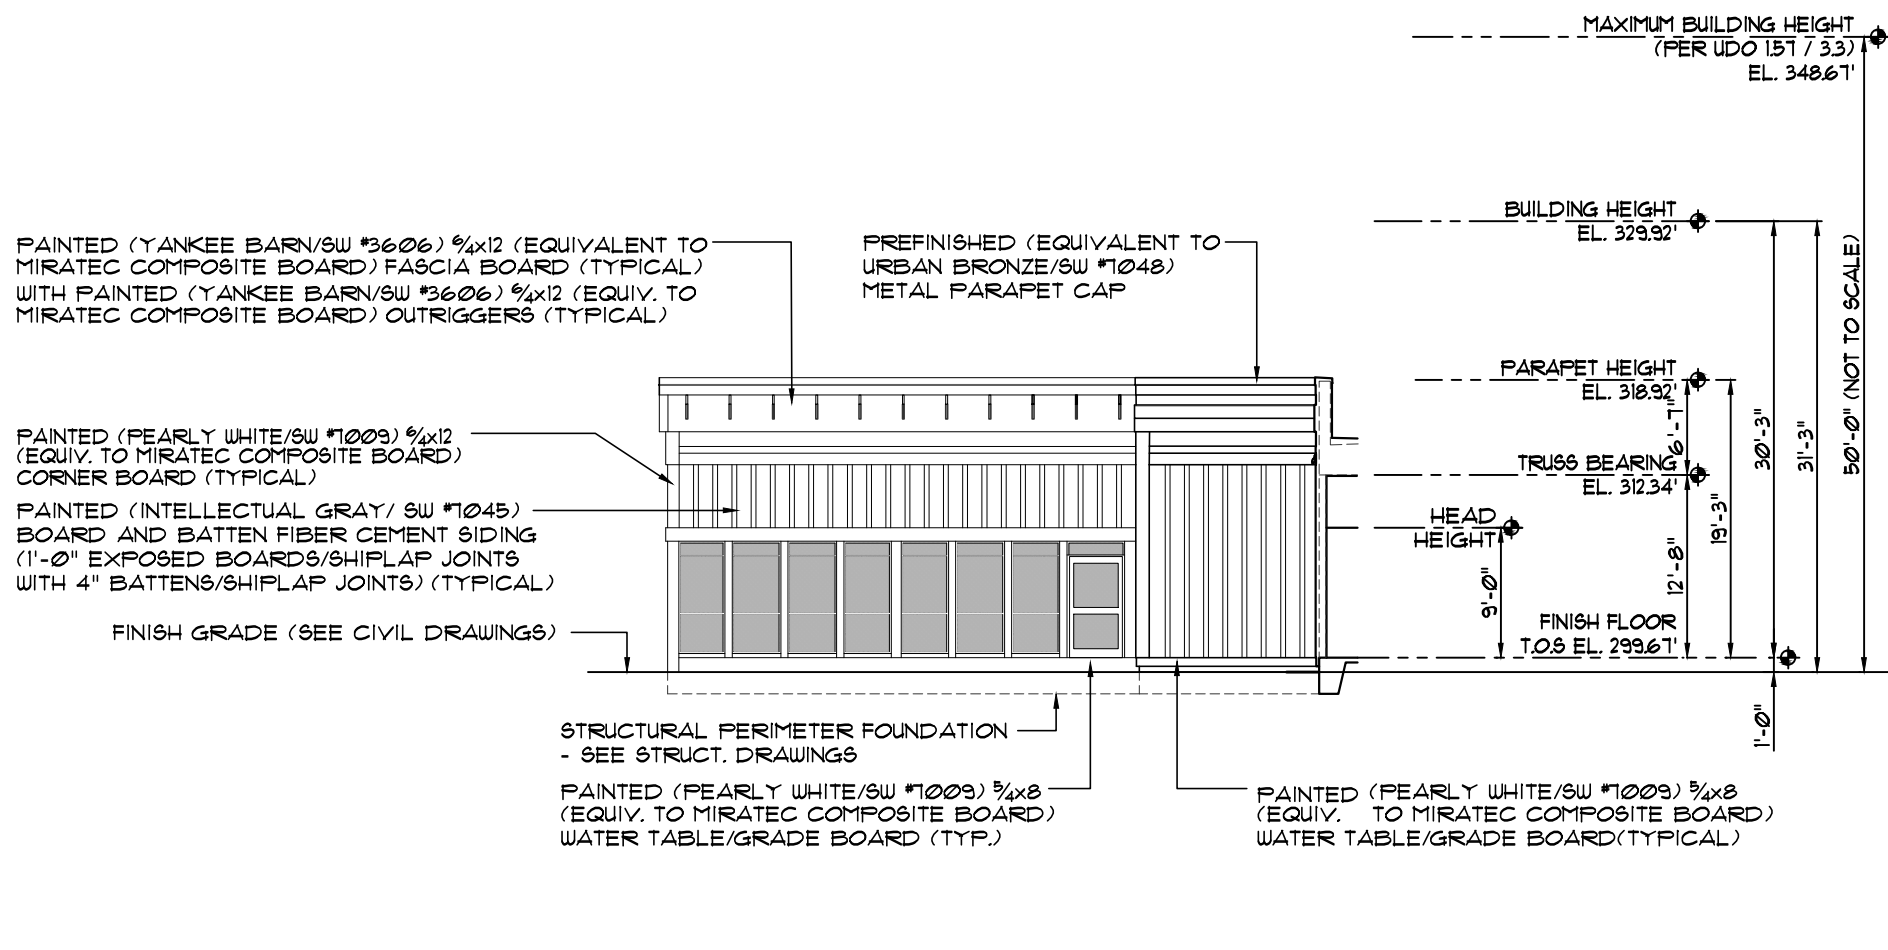 MAXIMUM BUILDING HEIGHT
(PER UDO 1.5.7 / 3.3)
EL. 348.67'
BUILDING HEIGHT
EL. 329.92'
PAINTED (YANKEE BARN/SW #3606) 6/4x12 (EQUIVALENT TO
MIRATEC COMPOSITE BOARD) FASCIA BOARD (TYPICAL)
WITH PAINTED (YANKEE BARN/SW #3606) 6/4x12 (EQUIV. TO
MIRATEC COMPOSITE BOARD) OUTRIGGERS (TYPICAL)
PREFINISHED (EQUIVALENT TO
URBAN BRONZE/SW #7048)
METAL PARAPET CAP
50'-0" (NOT TO SCALE)
PARAPET HEIGHT
EL. 318.92'
6'-7"
30'-3"
31'-3"
PAINTED (PEARLY WHITE/SW #7009) 6/4x12
(EQUIV. TO MIRATEC COMPOSITE BOARD)
CORNER BOARD (TYPICAL)
TRUSS BEARING
EL. 312.34'
PAINTED (INTELLECTUAL GRAY/ SW #7045)
BOARD AND BATTEN FIBER CEMENT SIDING
(1'-0" EXPOSED BOARDS/SHIPLAP JOINTS
WITH 4" BATTENS/SHIPLAP JOINTS) (TYPICAL)
HEAD
HEIGHT
19'-3"
12'-8"
9'-0"
FINISH GRADE (SEE CIVIL DRAWINGS)
FINISH FLOOR
T.O.S EL. 299.67'
1'-0"
STRUCTURAL PERIMETER FOUNDATION
- SEE STRUCT. DRAWINGS
PAINTED (PEARLY WHITE/SW #7009) 5/4x8
(EQUIV. TO MIRATEC COMPOSITE BOARD)
WATER TABLE/GRADE BOARD (TYP.)
PAINTED (PEARLY WHITE/SW #7009) 5/4x8
(EQUIV. TO MIRATEC COMPOSITE BOARD)
WATER TABLE/GRADE BOARD(TYPICAL)